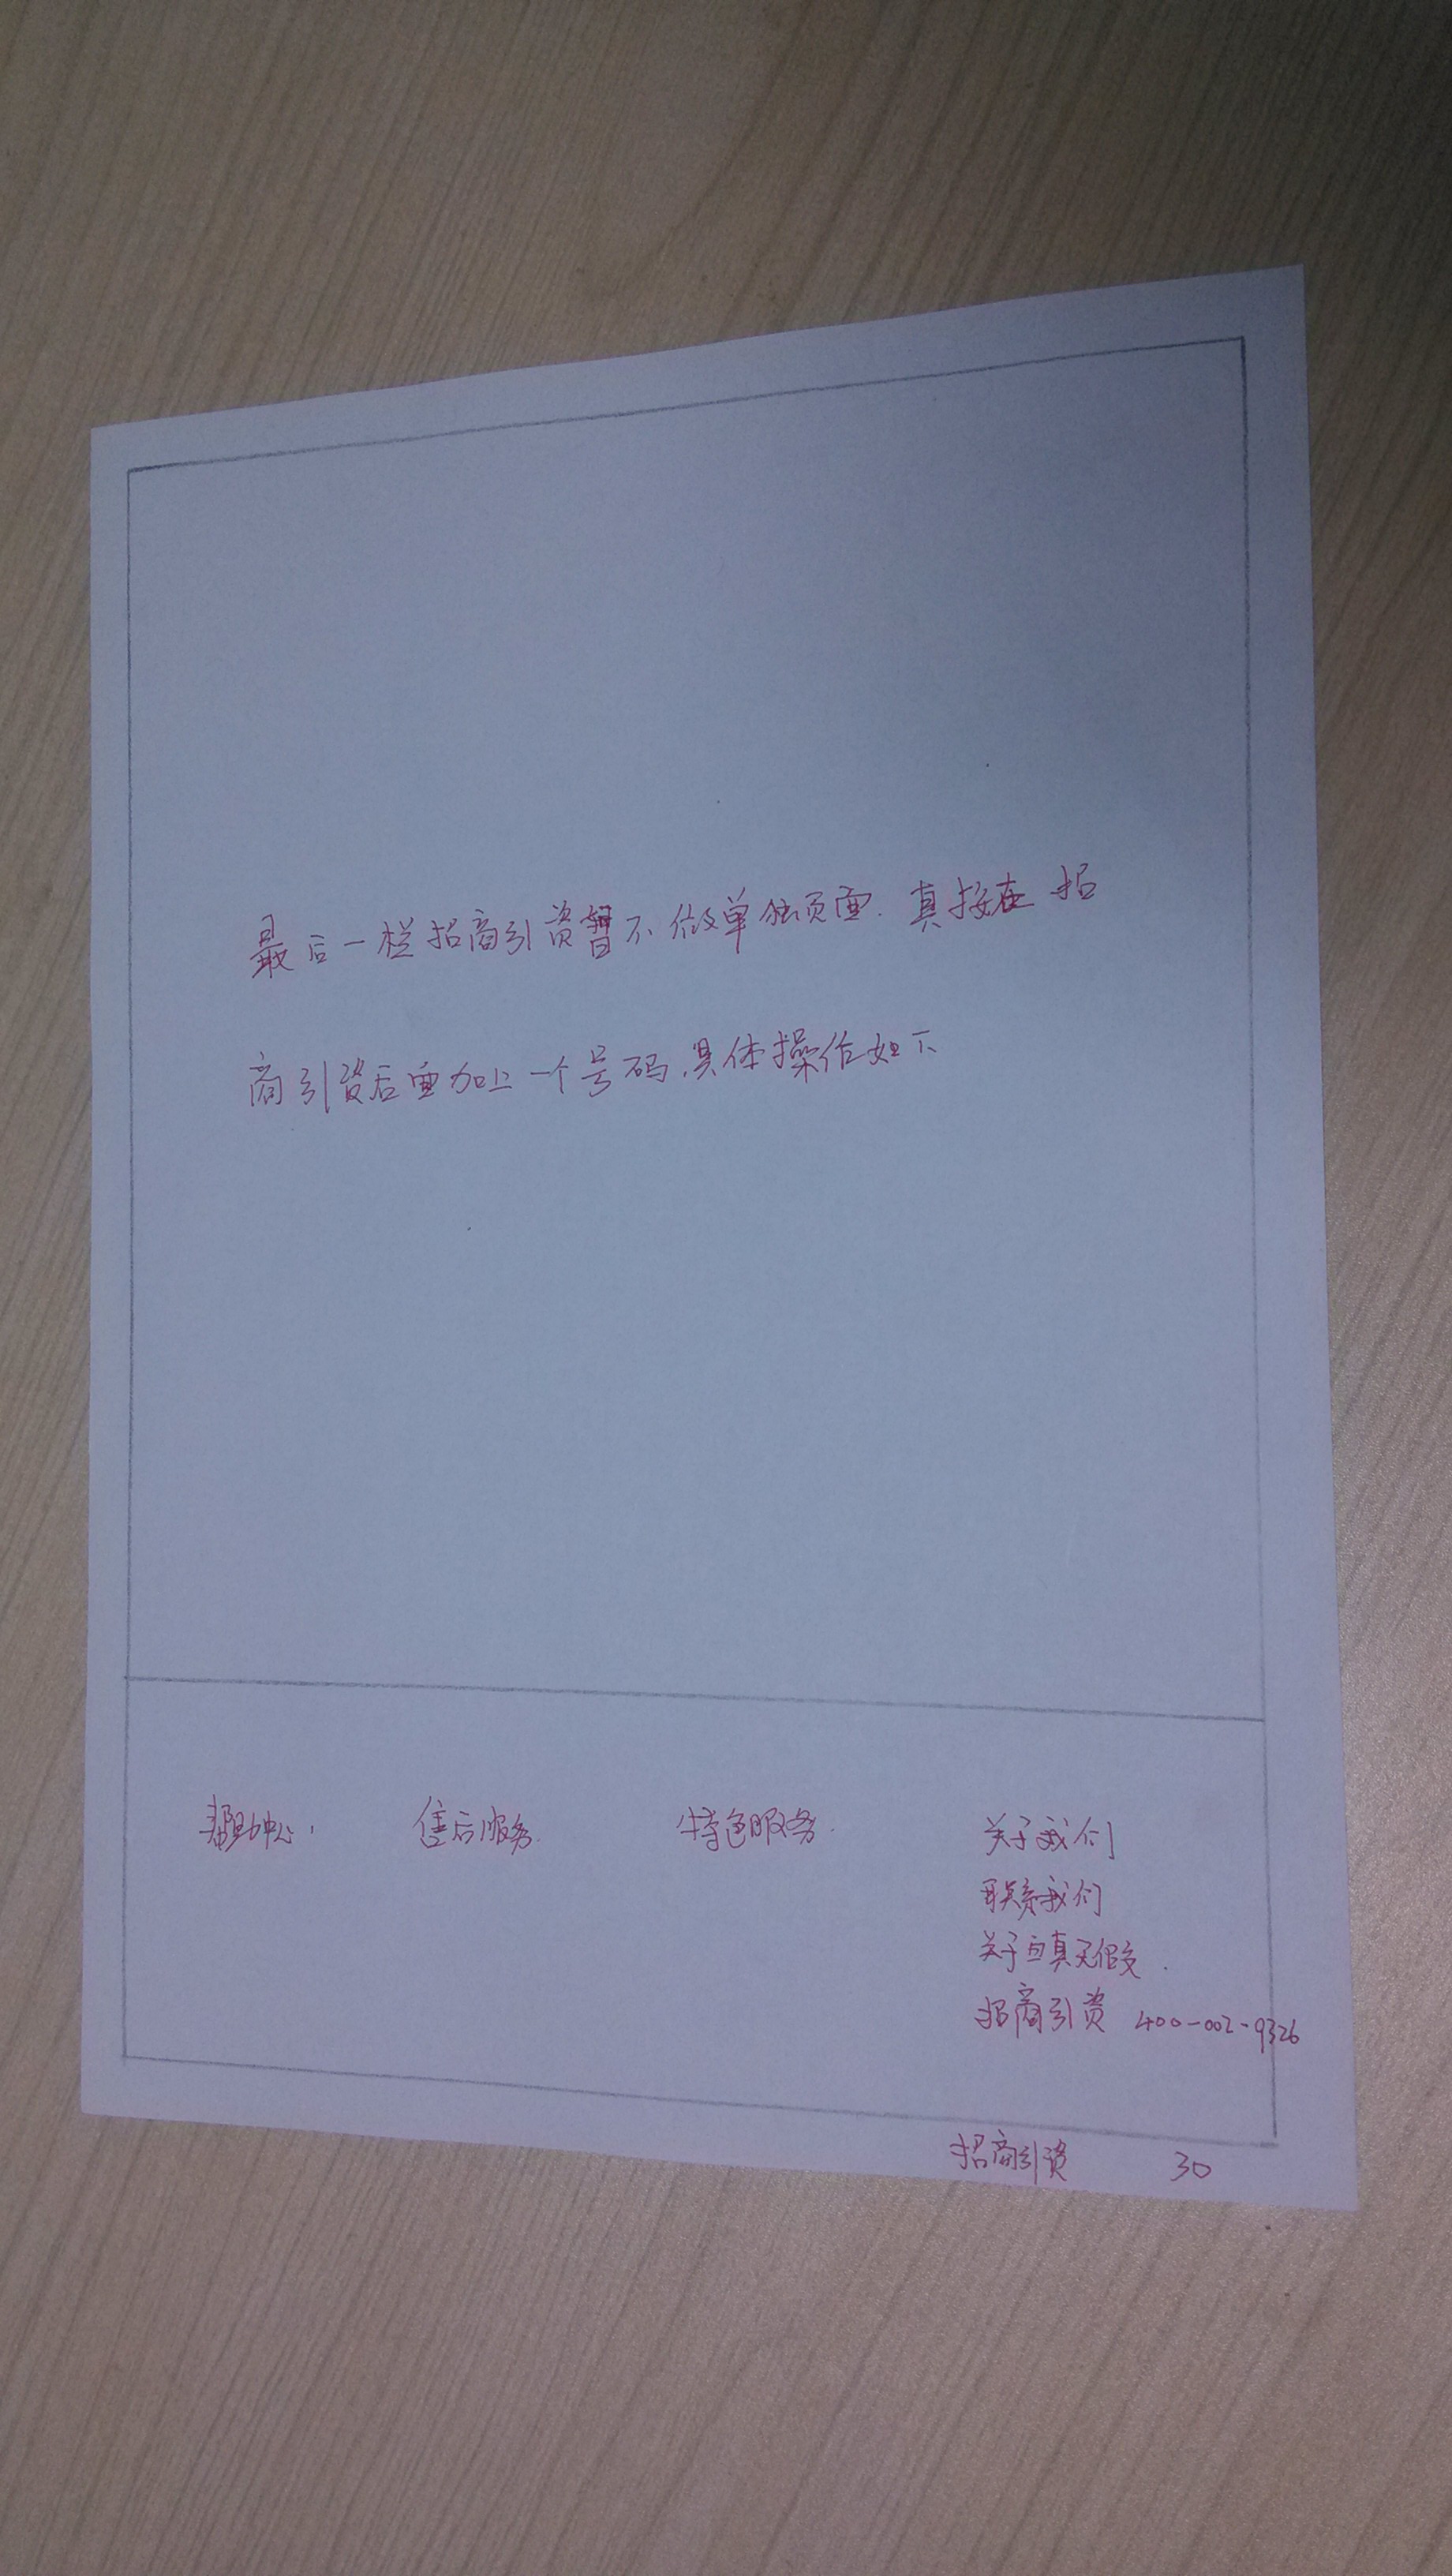 最后一栏招商引资暂不做单独页面.真接在招
商引资后面加上一个号码,具体操作如下
帮助中心, 售后服务. 特色服务. 关于我们
联系我们
关于百真无假
招商引资 400-002-9326
招商引资 30